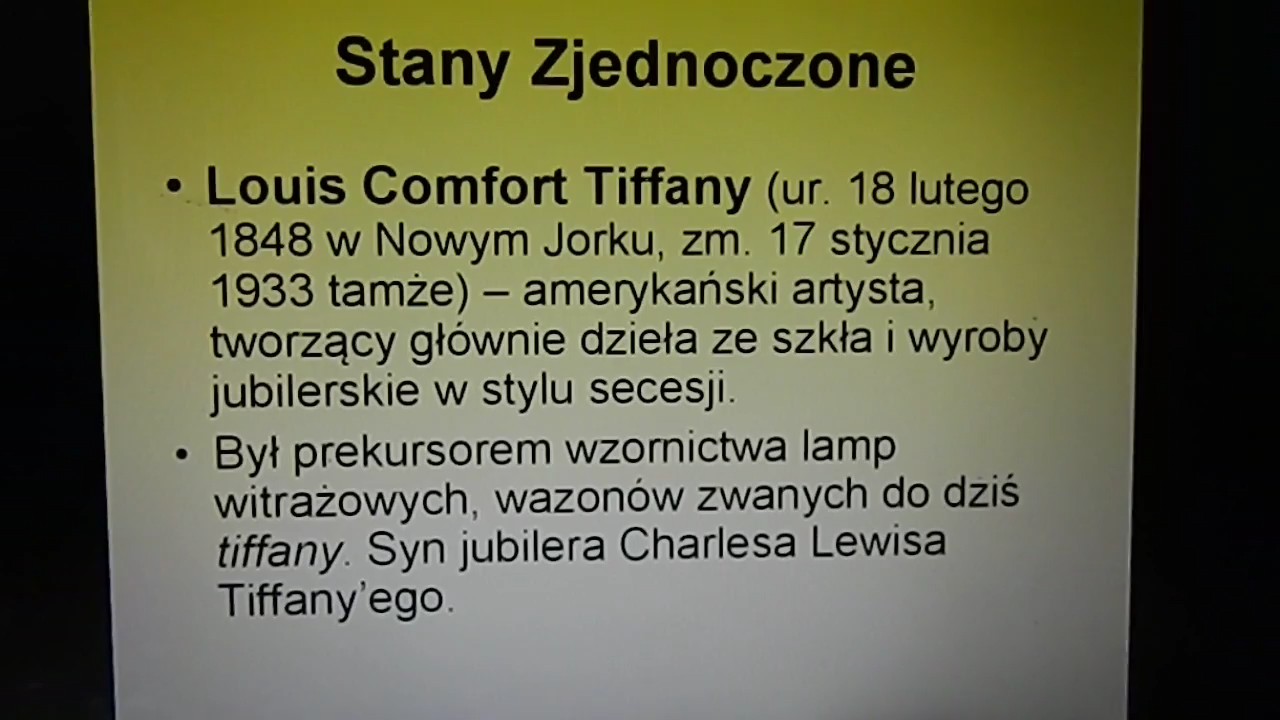 Stany Zjednoczone
• Louis Comfort Tiffany (ur. 18 lutego
1848 w Nowym Jorku, zm. 17 stycznia
1933 tamże) – amerykański artysta,
tworzący głównie dzieła ze szkła i wyroby
jubilerskie w stylu secesji.
• Był prekursorem wzornictwa lamp
witrażowych, wazonów zwanych do dziś
tiffany. Syn jubilera Charlesa Lewisa
Tiffany’ego.